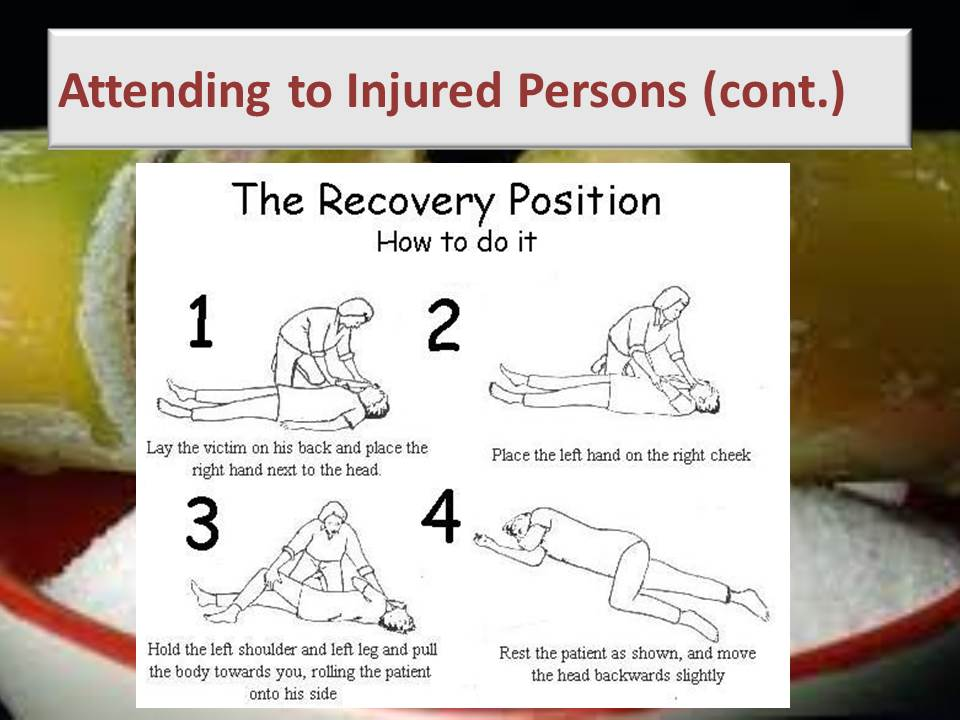 Attending to Injured Persons (cont.)
The Recovery Position
How to do it
1
Lay the victim on his back and place the
right hand next to the head.
2
Place the left hand on the right cheek
3
Hold the left shoulder and left leg and pull
the body towards you, rolling the patient
onto his side
4
Rest the patient as shown, and move
the head backwards slightly